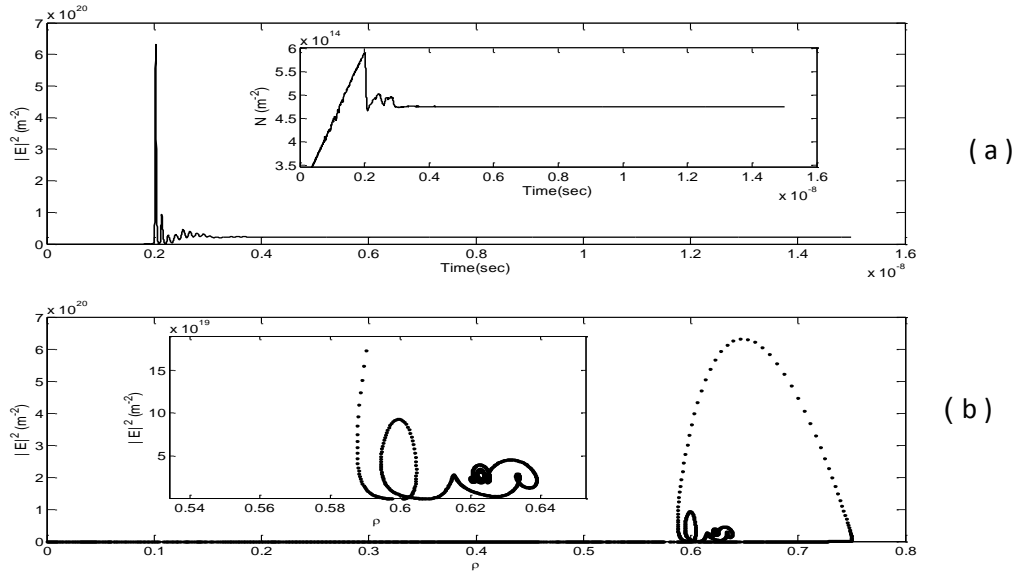 x 10^20
7
6
5
4
3
2
1
0
|E|^2 (m^-2)
0 0.2 0.4 0.6 0.8 1 1.2 1.4 1.6
Time(sec)
x 10^-8
x 10^14
6
5.5
5
4.5
4
3.5
N (m^-2)
0 0.2 0.4 0.6 0.8 1 1.2 1.4 1.6
Time(sec)
x 10^-8
( a )
x 10^20
7
6
5
4
3
2
1
0
|E|^2 (m^-2)
0 0.1 0.2 0.3 0.4 0.5 0.6 0.7 0.8
ρ
x 10^19
15
10
5
|E|^2 (m^-2)
0.54 0.56 0.58 0.6 0.62 0.64
ρ
( b )